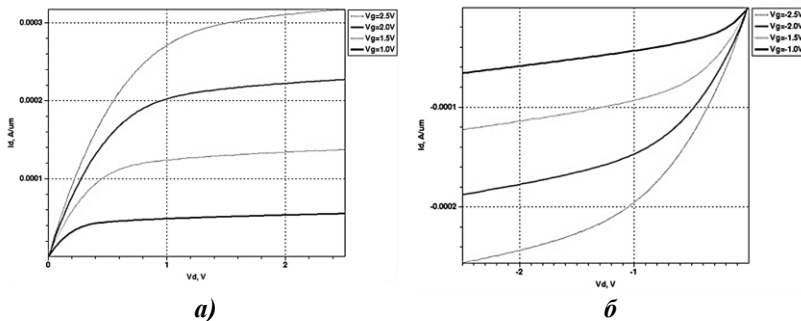 Vg=2.5V
Vg=2.0V
Vg=1.5V
Vg=1.0V
0.0003
0.0002
0.0001
0
0
1
2
Id, A/um
Vd, V
а)
Vg=-2.5V
Vg=-2.0V
Vg=-1.5V
Vg=-1.0V
-0.0001
-0.0002
-2
-1
Id, A/um
Vd, V
б